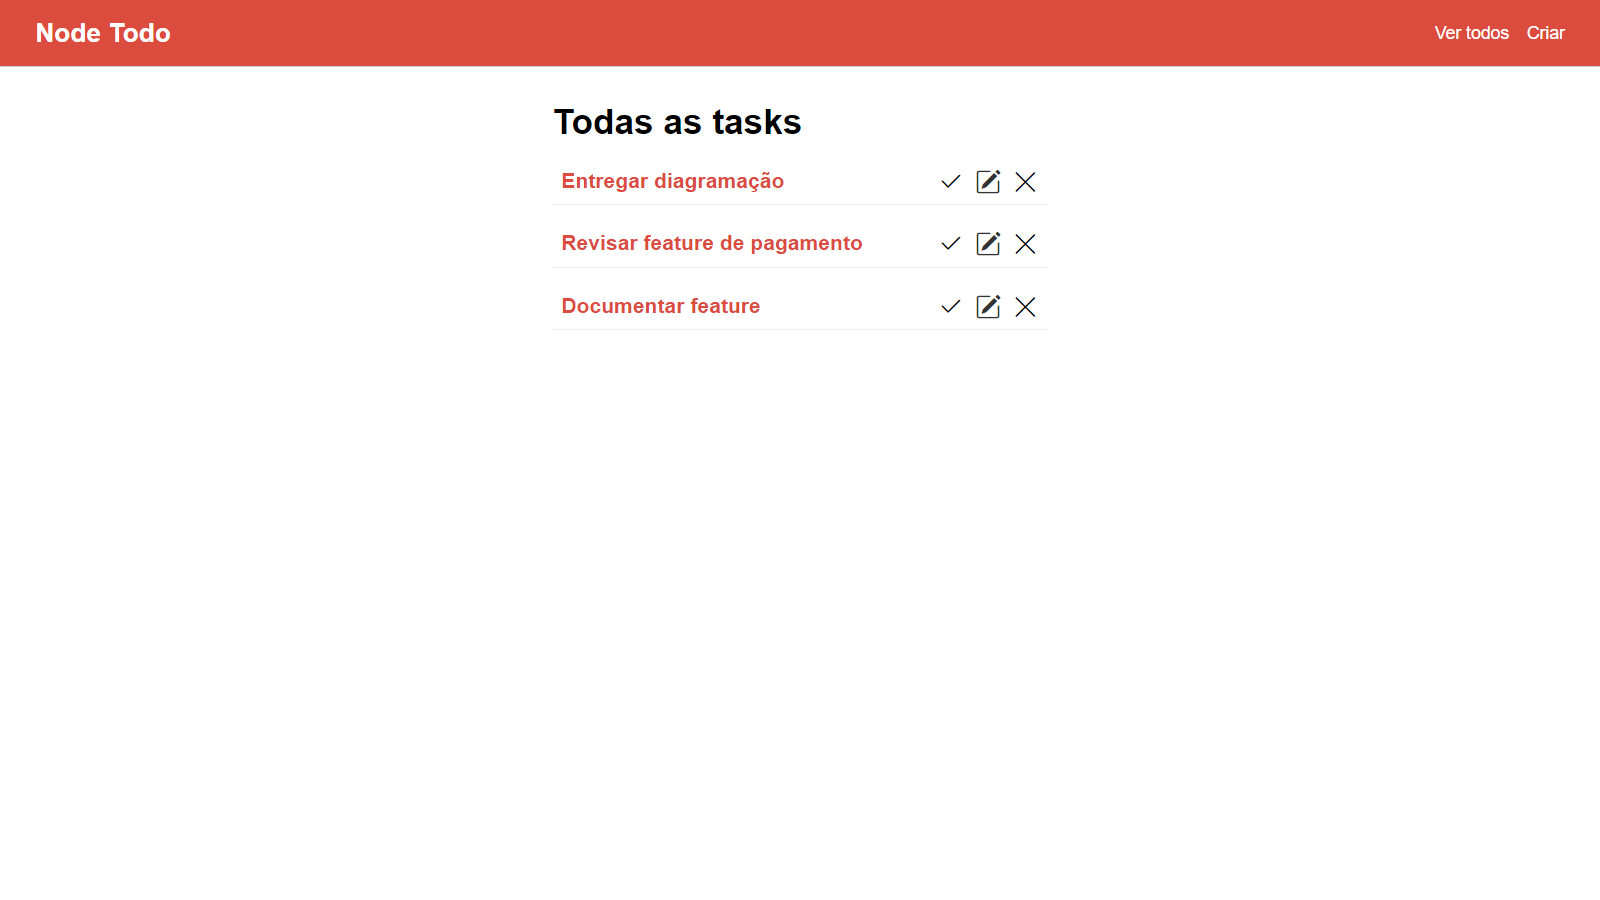 Node Todo
Ver todos Criar
Todas as tasks
Entregar diagramação
Revisar feature de pagamento
Documentar feature